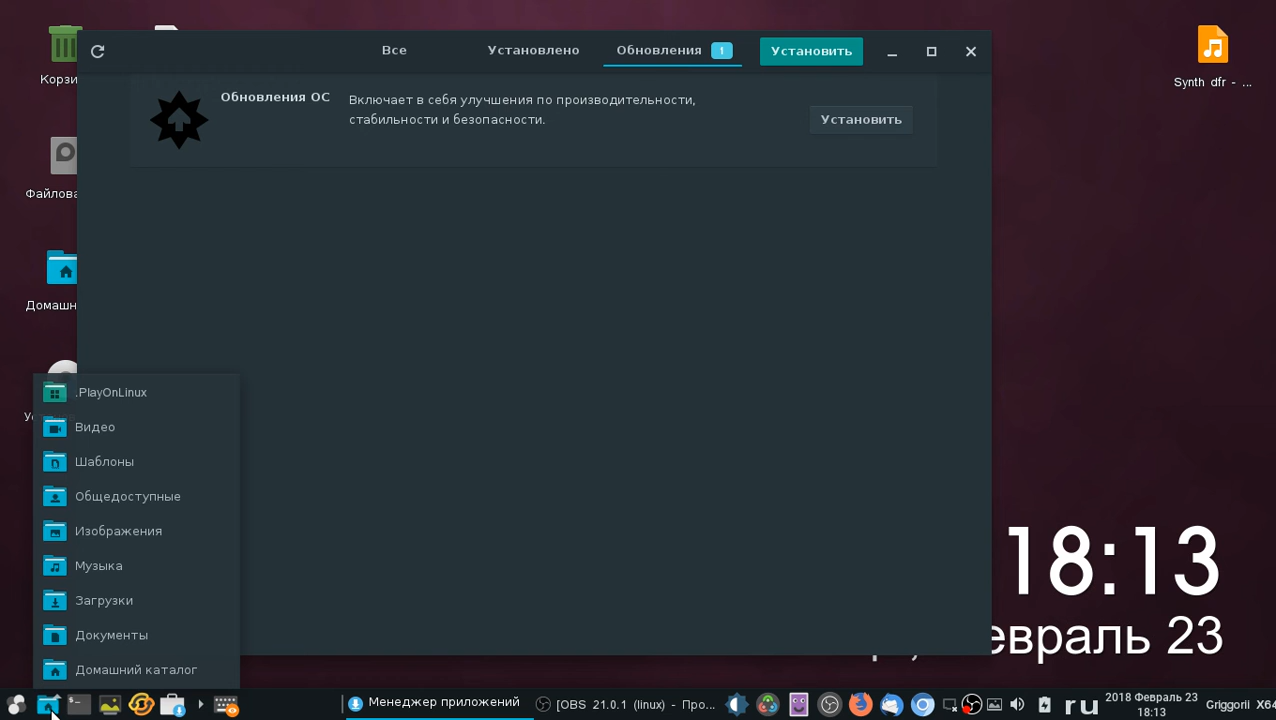 Корзи
Файлова
Домашн
Synth dfr - ...
Все
Установлено
Обновления 1
Установить
Обновления ОС
Включает в себя улучшения по производительности,
стабильности и безопасности.
Установить
.PlayOnLinux
Видео
Шаблоны
Общедоступные
Изображения
Музыка
Загрузки
Документы
Домашний каталог
18:13
евраль 23
Менеджер приложений
[OBS 21.0.1 (linux) - Про...
ru
2018 Февраль 23
18:13
Griggorii X64